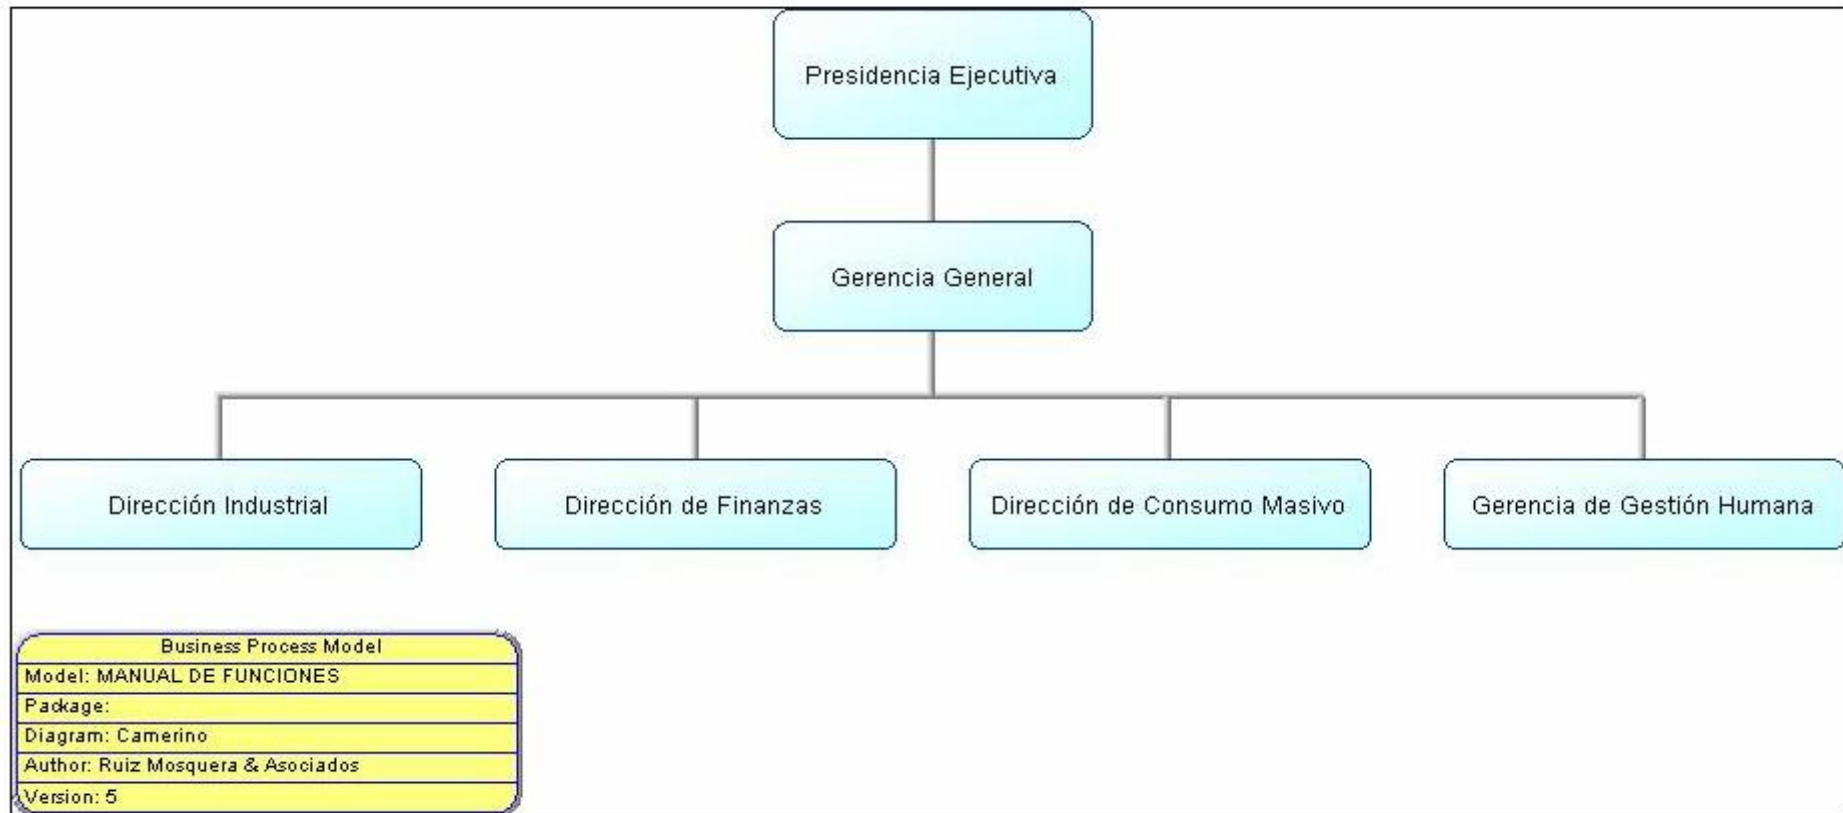 Presidencia Ejecutiva
Gerencia General
Dirección Industrial
Dirección de Finanzas
Dirección de Consumo Masivo
Gerencia de Gestión Humana
Business Process Model
Model: MANUAL DE FUNCIONES
Package:
Diagram: Camerino
Author: Ruiz Mosquera & Asociados
Version: 5